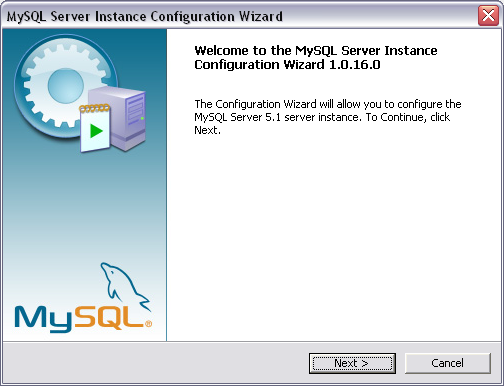 MySQL Server Instance Configuration Wizard
Welcome to the MySQL Server Instance
Configuration Wizard 1.0.16.0
The Configuration Wizard will allow you to configure the
MySQL Server 5.1 server instance. To Continue, click
Next.
MySQL®
Next >
Cancel